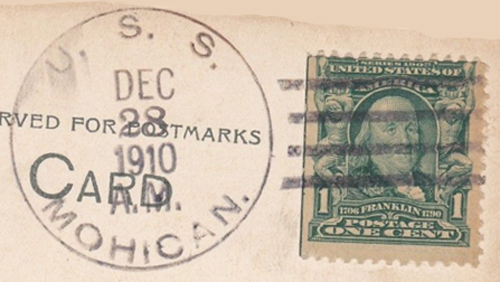 U. S. S.
DEC
28
1910
A.M.
MOHICAN.
RVED FOR POSTMARKS
CARD
SERIES 1902
UNITED STATES OF
AMERICA
1 1706 FRANKLIN 1790 1
POSTAGE
ONE CENT